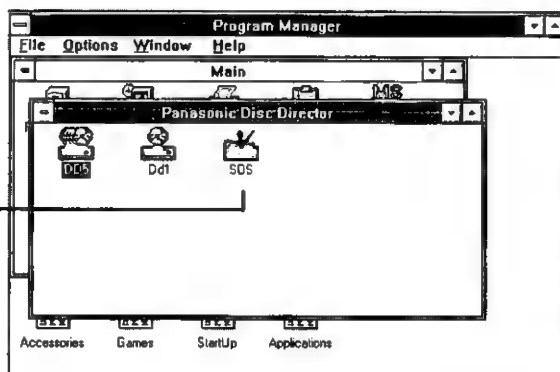 Program Manager
File Options Window Help
Main
MS
Panasonic Disc Director
DD5 Dd1 SDS
Accessories Games StartUp Applications